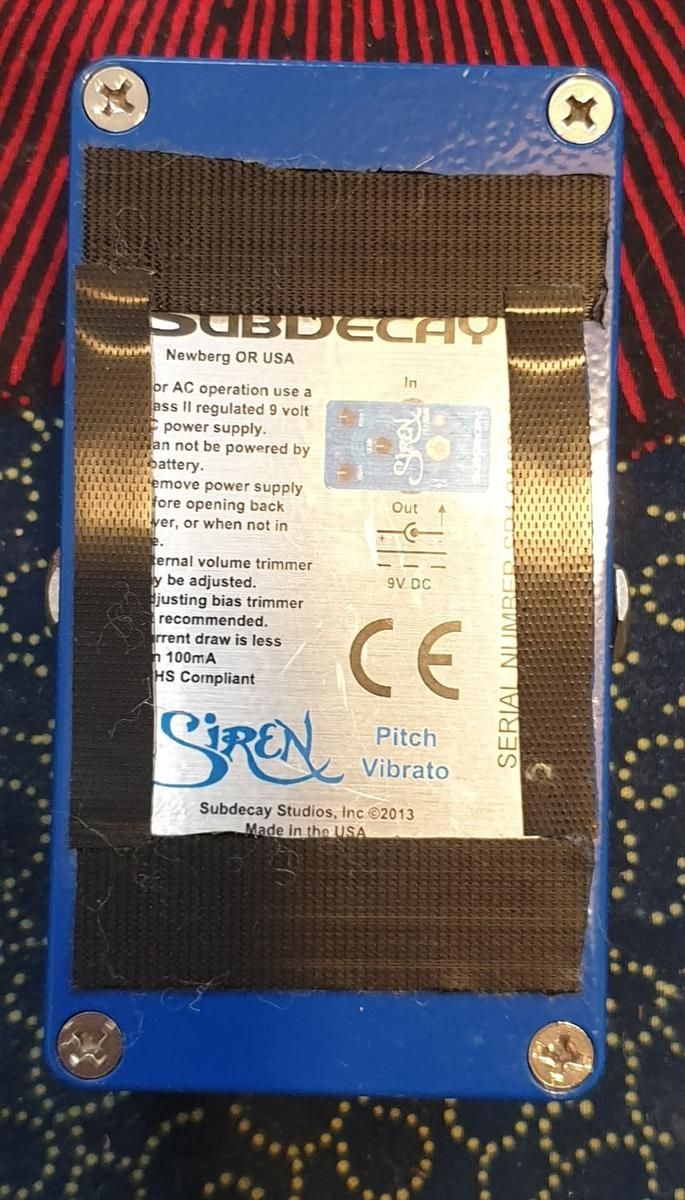 SUBDECAY
Newberg OR USA
or AC operation use a
ass II regulated 9 volt
C power supply.
an not be powered by
battery.
emove power supply
fore opening back
ver, or when not in
e.
ternal volume trimmer
y be adjusted.
djusting bias trimmer
recommended.
rrent draw is less
n 100mA
HS Compliant
In
SIREN
Out
+
9V DC
CE
SERIAL NUMBER
SIREN
Pitch
Vibrato
Subdecay Studios, Inc ©2013
Made in the USA